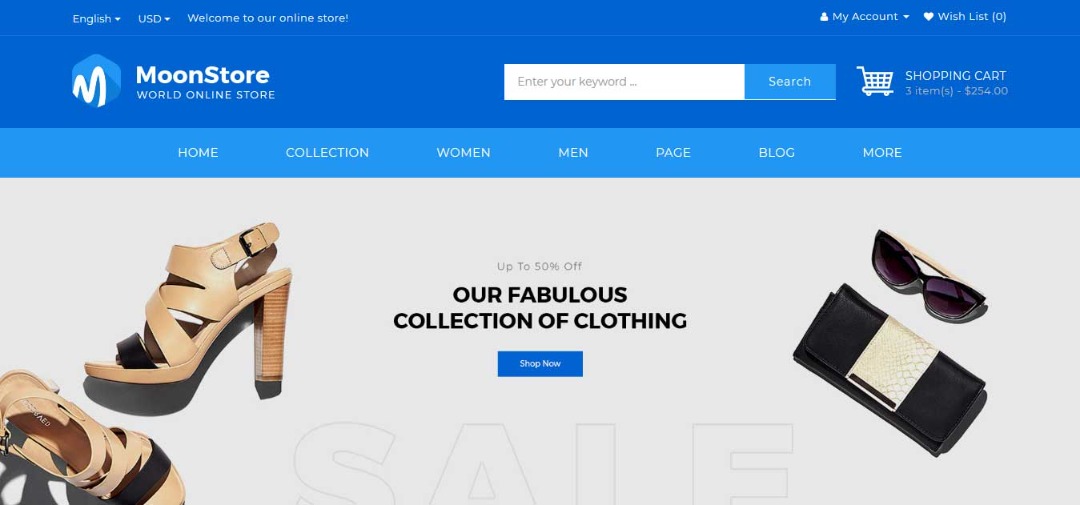 English USD Welcome to our online store! My Account Wish List (0)
MoonStore
WORLD ONLINE STORE
Enter your keyword ... Search
SHOPPING CART
3 item(s) - $254.00
HOME COLLECTION WOMEN MEN PAGE BLOG MORE
Up To 50% Off
OUR FABULOUS
COLLECTION OF CLOTHING
Shop Now
SALE